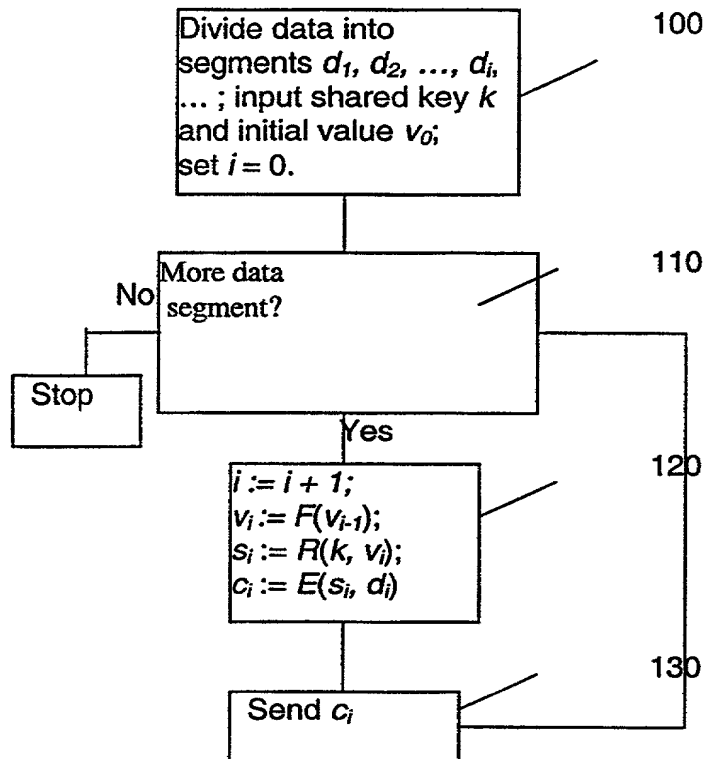 Divide data into
segments d₁, d₂, ..., dᵢ,
... ; input shared key k
and initial value v₀;
set i = 0.
100
More data
segment?
110
No
Stop
Yes
i := i + 1;
vᵢ := F(vᵢ₋₁);
sᵢ := R(k, vᵢ);
cᵢ := E(sᵢ, dᵢ)
120
Send cᵢ
130